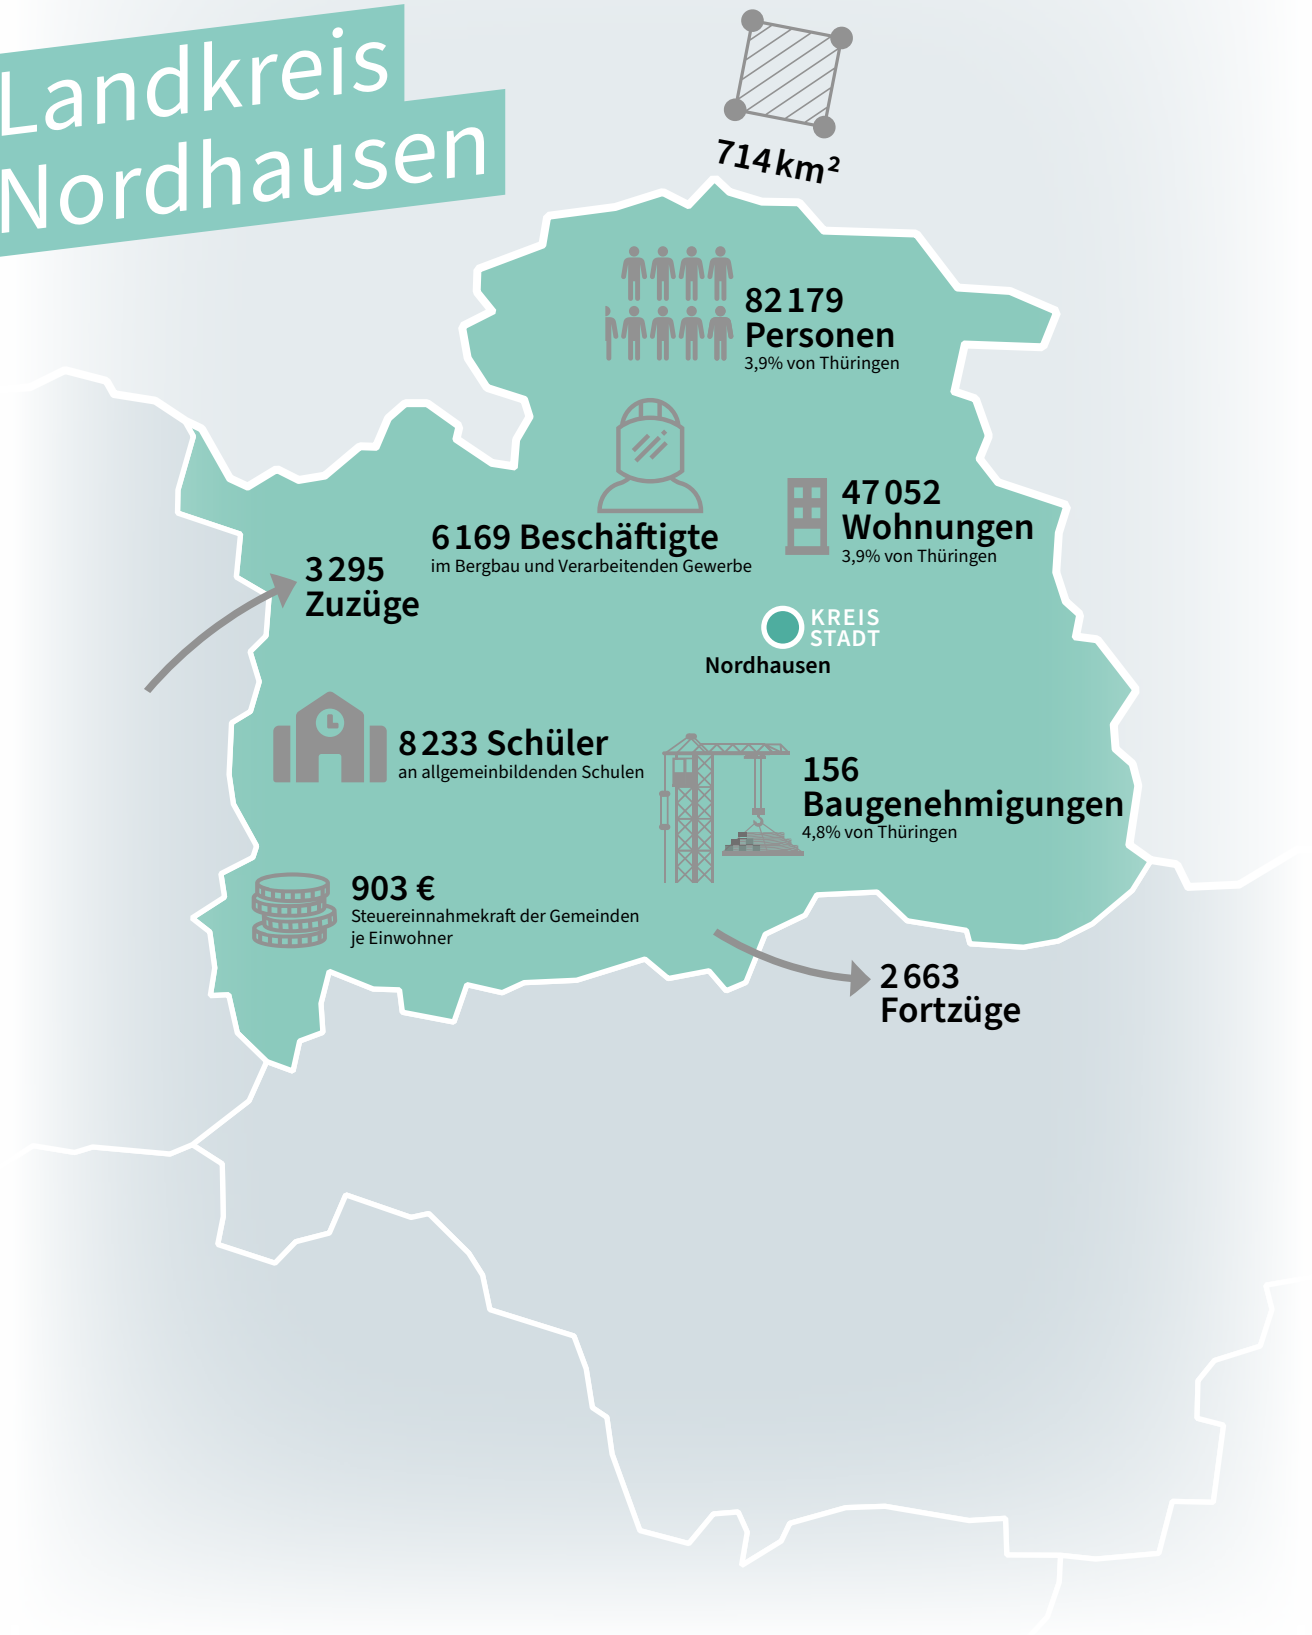 Landkreis
Nordhausen
714 km²
82 179
Personen
3,9% von Thüringen
6 169 Beschäftigte
im Bergbau und Verarbeitenden Gewerbe
47 052
Wohnungen
3,9% von Thüringen
3 295
Zuzüge
KREIS
STADT
Nordhausen
8 233 Schüler
an allgemeinbildenden Schulen
156
Baugenehmigungen
4,8% von Thüringen
903 €
Steuereinnahmekraft der Gemeinden
je Einwohner
2 663
Fortzüge